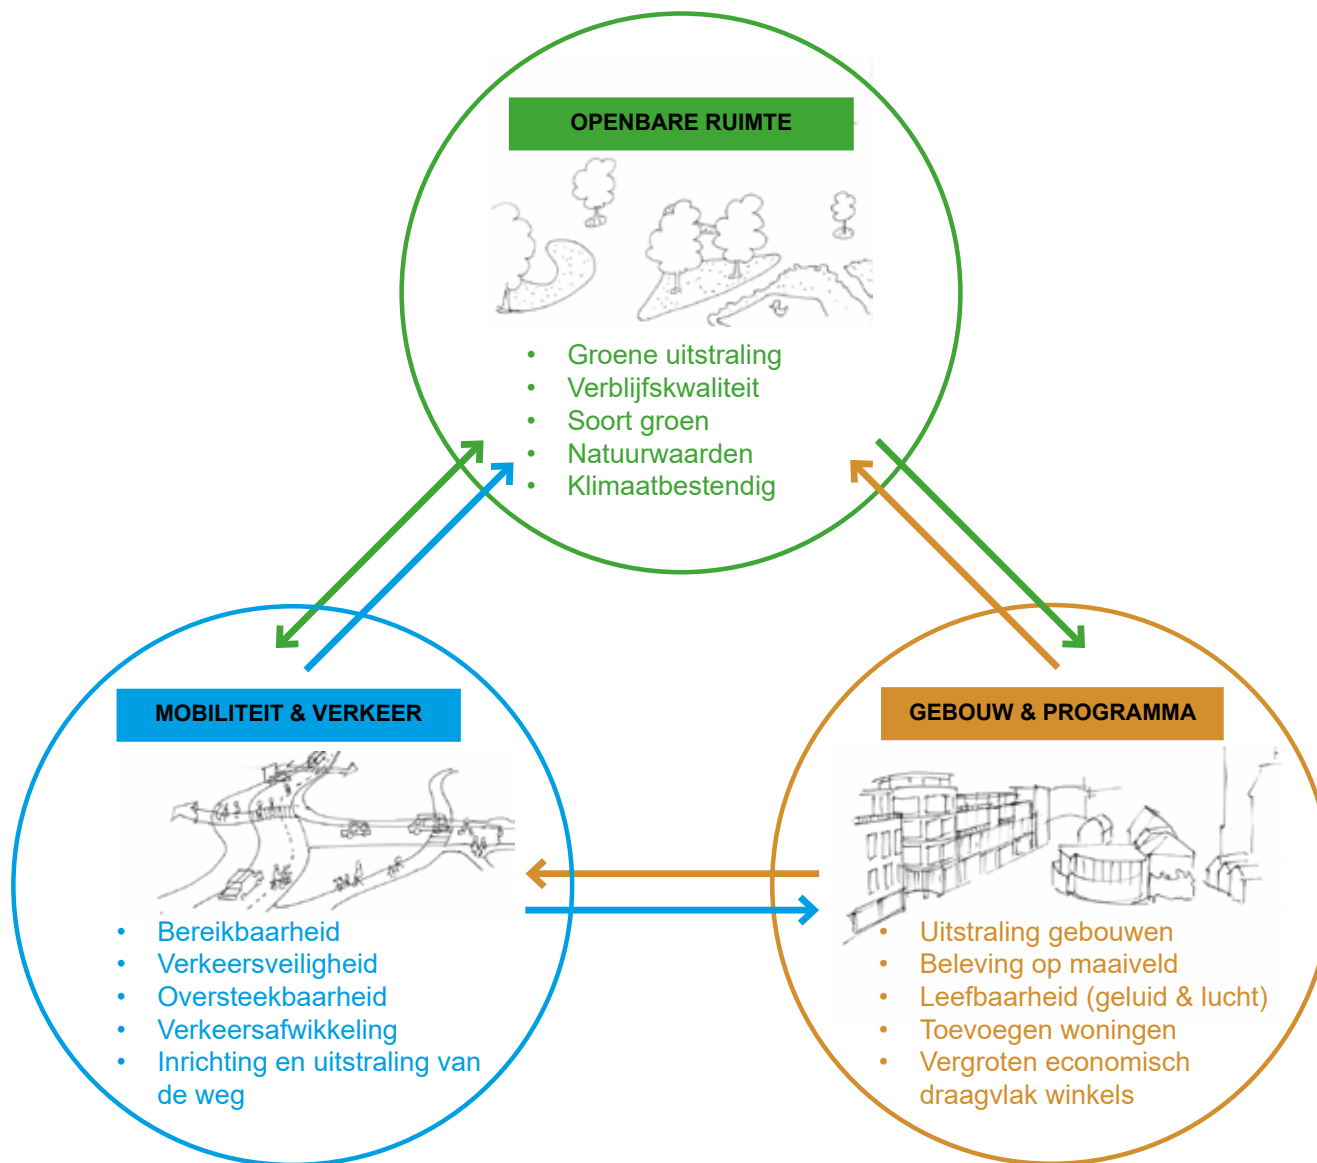 OPENBARE RUIMTE
• Groene uitstraling
• Verblijfskwaliteit
• Soort groen
• Natuurwaarden
• Klimaatbestendig
MOBILITEIT & VERKEER
• Bereikbaarheid
• Verkeersveiligheid
• Oversteekbaarheid
• Verkeersafwikkeling
• Inrichting en uitstraling van
de weg
GEBOUW & PROGRAMMA
• Uitstraling gebouwen
• Beleving op maaiveld
• Leefbaarheid (geluid & lucht)
• Toevoegen woningen
• Vergroten economisch
draagvlak winkels